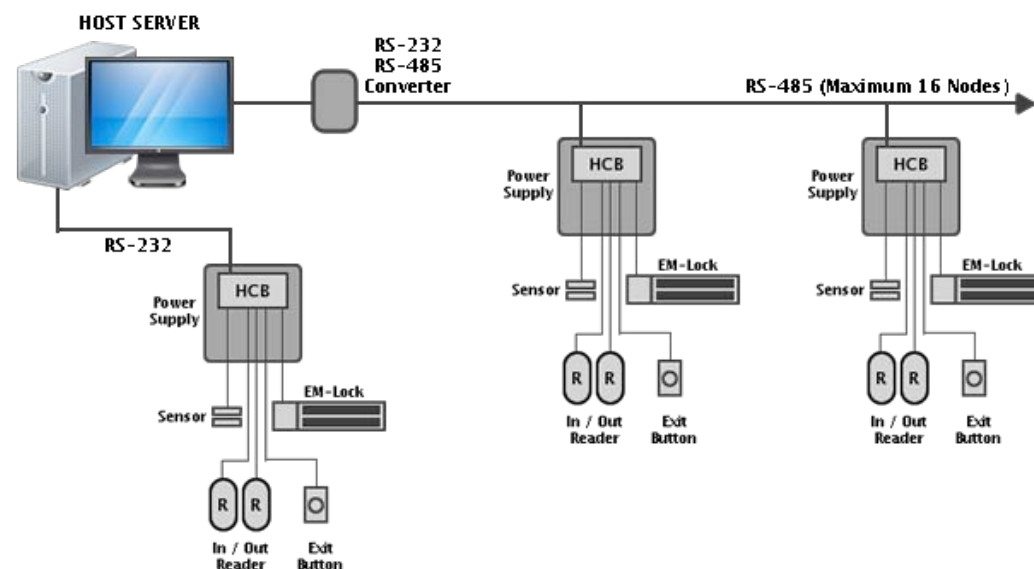 HOST SERVER
RS-232
RS-485
Converter
RS-485 (Maximum 16 Nodes)
HCB
Power
Supply
Sensor
EM-Lock
R R
In / Out
Reader
Exit
Button
HCB
Power
Supply
Sensor
EM-Lock
R R
In / Out
Reader
Exit
Button
RS-232
HCB
Power
Supply
Sensor
EM-Lock
R R
In / Out
Reader
Exit
Button